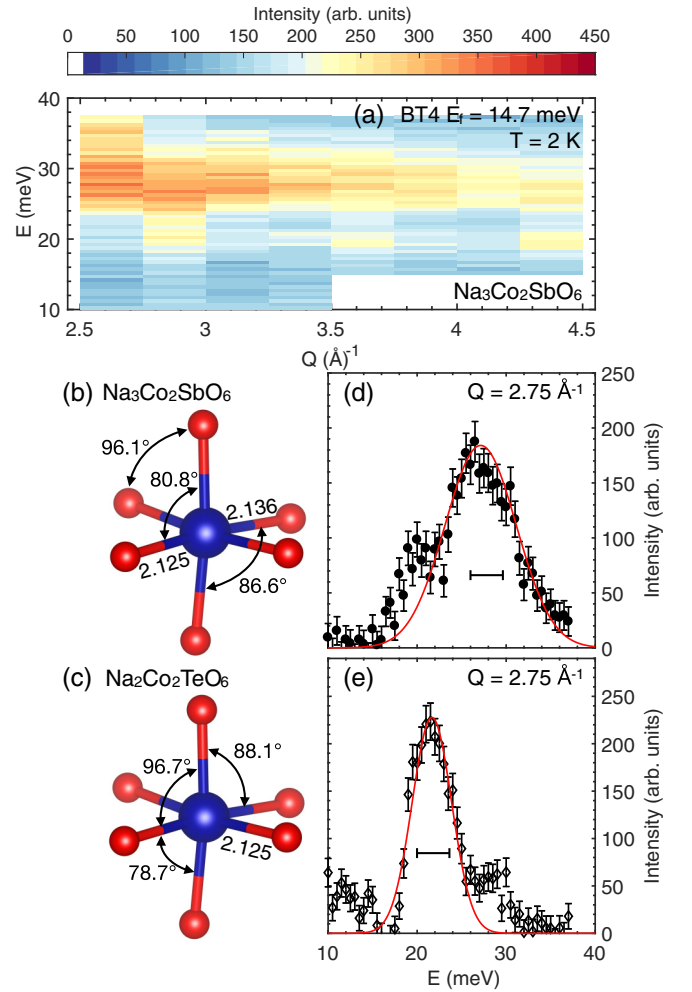 Intensity (arb. units)
0 50 100 150 200 250 300 350 400 450
(a) BT4 Ef = 14.7 meV
T = 2 K
40
30
20
10
E (meV)
Na₃Co₂SbO₆
2.5 3 3.5 4 4.5
Q (Å)⁻¹
(b) Na₃Co₂SbO₆
96.1°
80.8°
2.136
2.125
86.6°
(d) Q = 2.75 Å⁻¹
250
200
150
100
50
0
Intensity (arb. units)
(c) Na₂Co₂TeO₆
88.1°
96.7°
2.125
78.7°
(e) Q = 2.75 Å⁻¹
250
200
150
100
50
0
Intensity (arb. units)
10 20 30 40
E (meV)